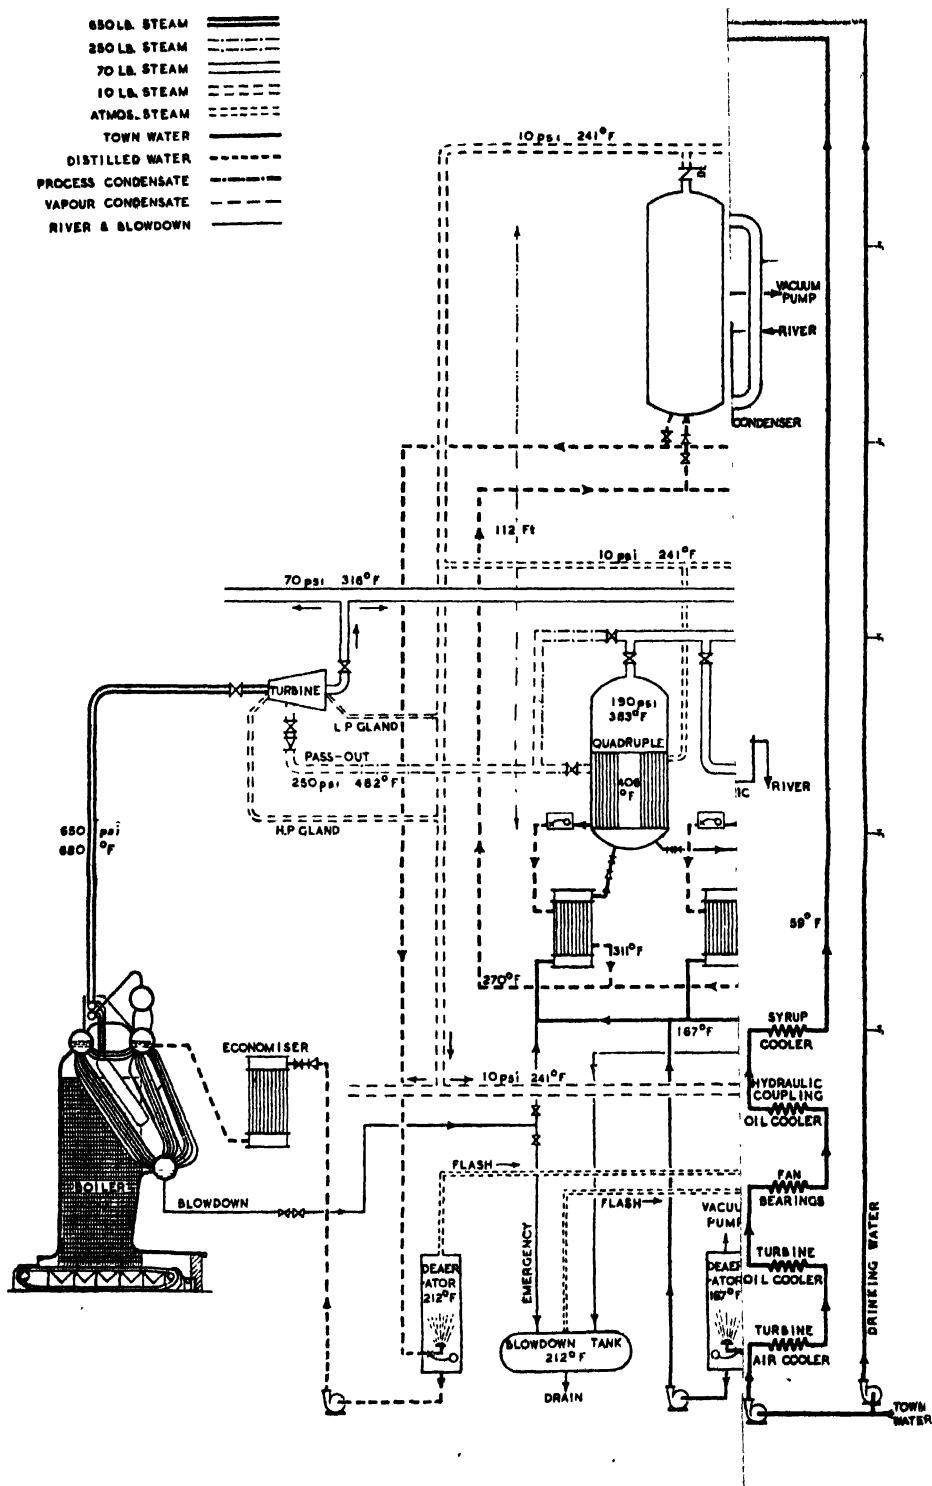 650 LB. STEAM
250 LB. STEAM
70 LB. STEAM
10 LB. STEAM
ATMOS. STEAM
TOWN WATER
DISTILLED WATER
PROCESS CONDENSATE
VAPOUR CONDENSATE
RIVER & BLOWDOWN
10 psi 241°F
VACUUM
PUMP
RIVER
CONDENSER
112 Ft
10 psi 241°F
70 psi 316°F
TURBINE
L P GLAND
190 psi
383°F
QUADRUPLE
PASS-OUT
250 psi 482°F
406
°F
RIC
RIVER
H.P GLAND
650 psi
680 °F
59°F
311°F
270°F
SYRUP
COOLER
167°F
ECONOMISER
10 psi 241°F
HYDRAULIC
COUPLING
OIL COOLER
FLASH
BOILER
BLOWDOWN
FLASH
FAN
BEARINGS
VACUU
PUMP
EMERGENCY
DRINKING WATER
DEAER
ATOR
212°F
DEAER
ATOR
167°F
TURBINE
OIL COOLER
BLOWDOWN TANK
212°F
TURBINE
AIR COOLER
DRAIN
TOWN
WATER